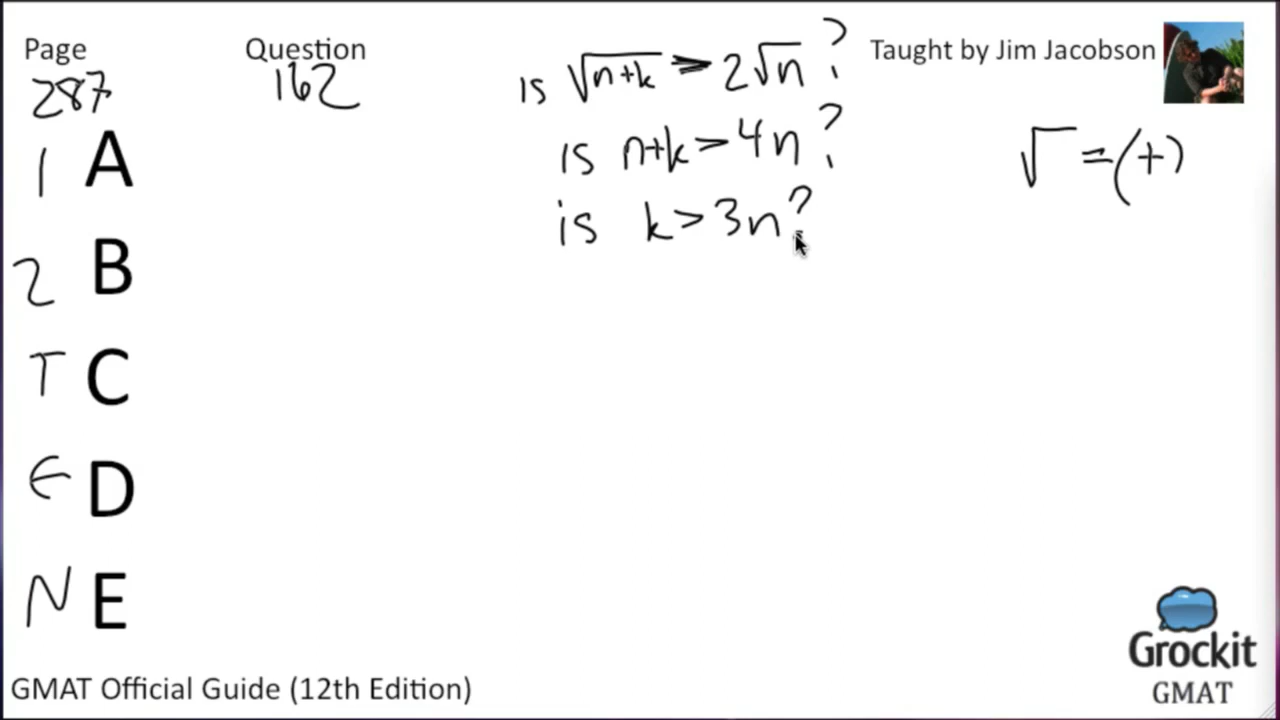 Page
287
Question
162
is √n+k > 2√n ?
is n+k > 4n ?
is k > 3n ?
Taught by Jim Jacobson
√ = (+)
1 A
2 B
T C
E D
N E
GMAT Official Guide (12th Edition)
Grockit
GMAT